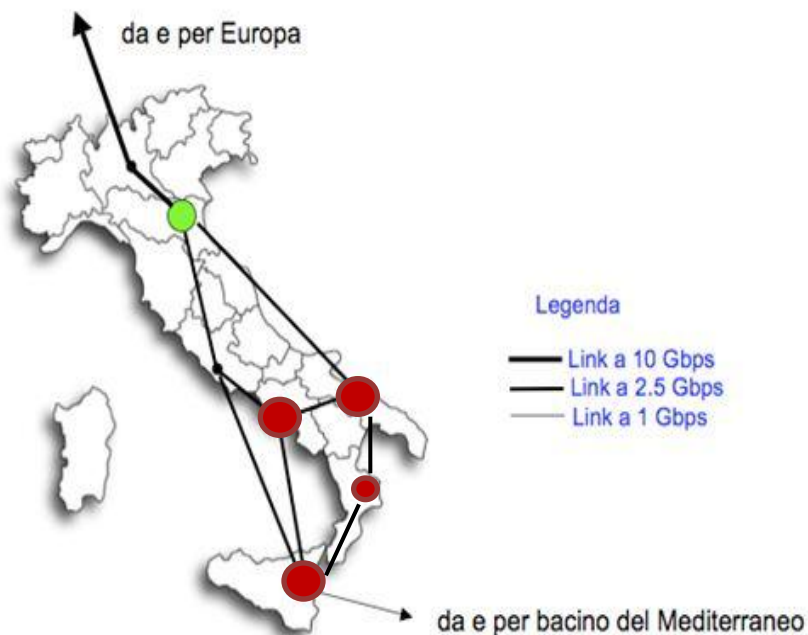 da e per Europa
Legenda
Link a 10 Gbps
Link a 2.5 Gbps
Link a 1 Gbps
da e per bacino del Mediterraneo